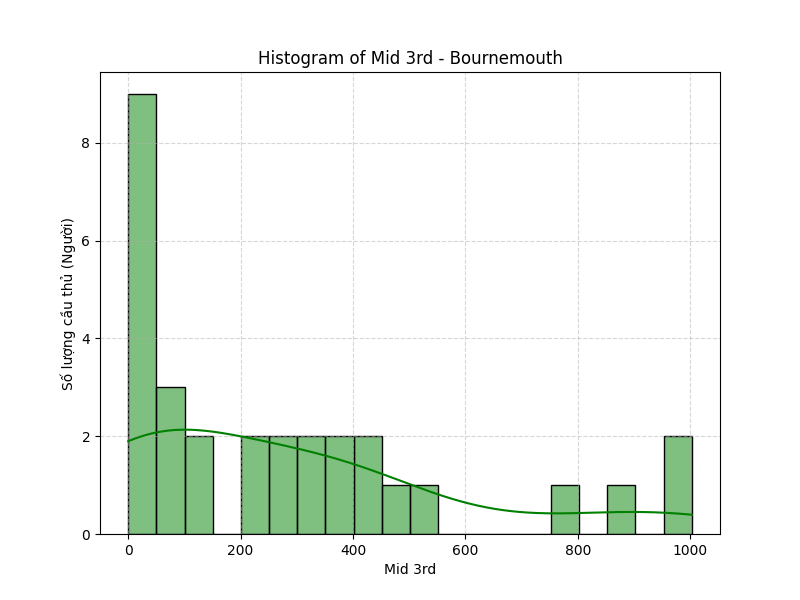 Histogram of Mid 3rd - Bournemouth
Số lượng cầu thủ (Người)
8
6
4
2
0
0 200 400 600 800 1000
Mid 3rd